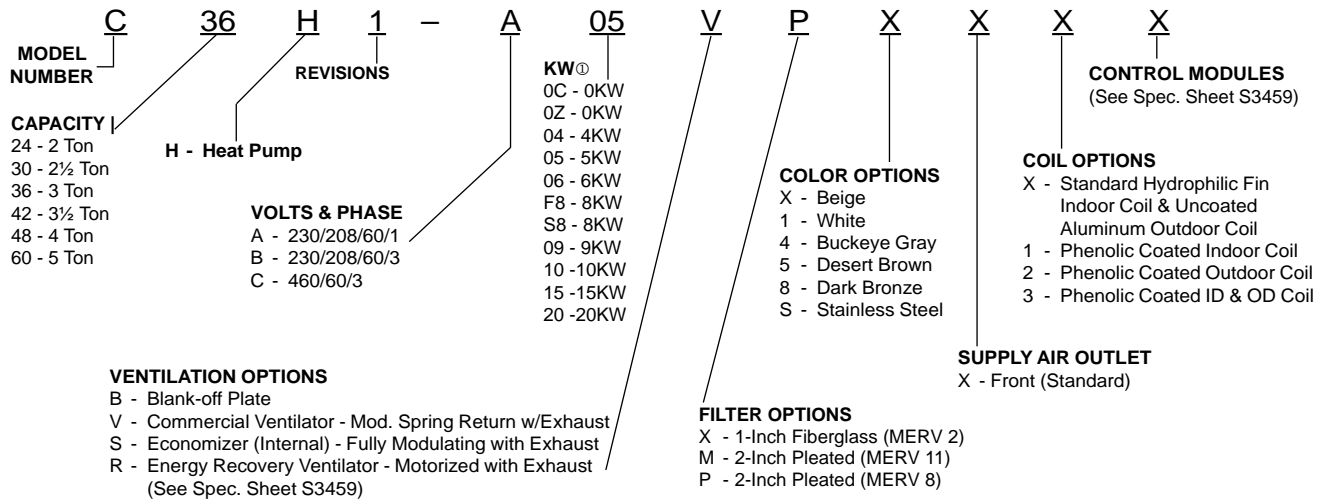 C 36 H 1 – A 05 V P X X X X
MODEL
NUMBER
REVISIONS
CAPACITY
24 - 2 Ton
30 - 2½ Ton
36 - 3 Ton
42 - 3½ Ton
48 - 4 Ton
60 - 5 Ton
H - Heat Pump
VOLTS & PHASE
A - 230/208/60/1
B - 230/208/60/3
C - 460/60/3
KW①
0C - 0KW
0Z - 0KW
04 - 4KW
05 - 5KW
06 - 6KW
F8 - 8KW
S8 - 8KW
09 - 9KW
10 -10KW
15 -15KW
20 -20KW
VENTILATION OPTIONS
B - Blank-off Plate
V - Commercial Ventilator - Mod. Spring Return w/Exhaust
S - Economizer (Internal) - Fully Modulating with Exhaust
R - Energy Recovery Ventilator - Motorized with Exhaust
(See Spec. Sheet S3459)
FILTER OPTIONS
X - 1-Inch Fiberglass (MERV 2)
M - 2-Inch Pleated (MERV 11)
P - 2-Inch Pleated (MERV 8)
COLOR OPTIONS
X - Beige
1 - White
4 - Buckeye Gray
5 - Desert Brown
8 - Dark Bronze
S - Stainless Steel
SUPPLY AIR OUTLET
X - Front (Standard)
COIL OPTIONS
X - Standard Hydrophilic Fin
Indoor Coil & Uncoated
Aluminum Outdoor Coil
1 - Phenolic Coated Indoor Coil
2 - Phenolic Coated Outdoor Coil
3 - Phenolic Coated ID & OD Coil
CONTROL MODULES
(See Spec. Sheet S3459)